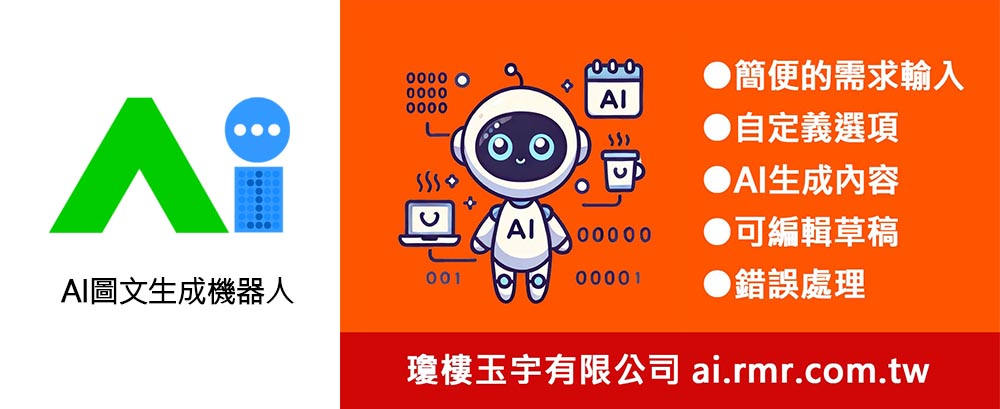 Ai
AI圖文生成機器人
0000
0000
0000
AI
AI
00000
001
00001
●簡便的需求輸入
●自定義選項
●AI生成內容
●可編輯草稿
●錯誤處理
瓊樓玉宇有限公司 ai.rmr.com.tw